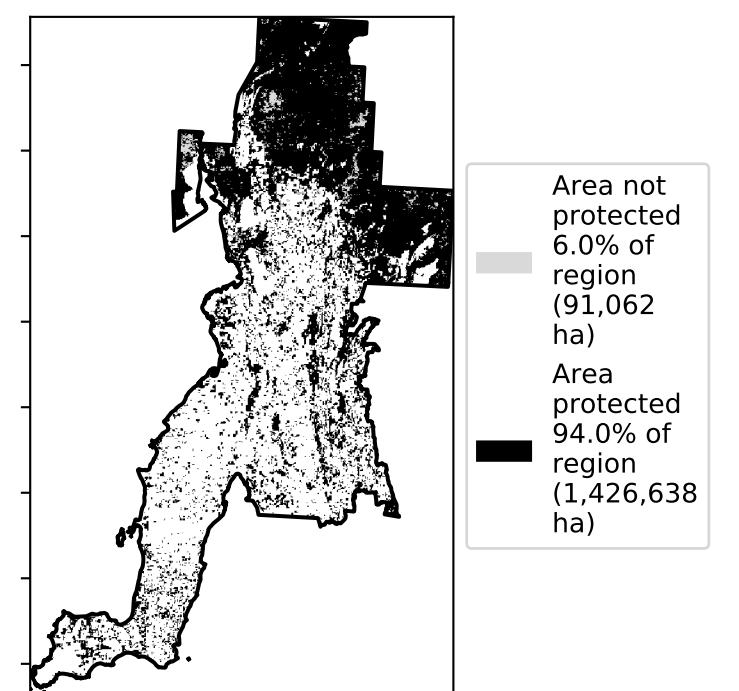 Area not
protected
6.0% of
region
(91,062
ha)
Area
protected
94.0% of
region
(1,426,638
ha)